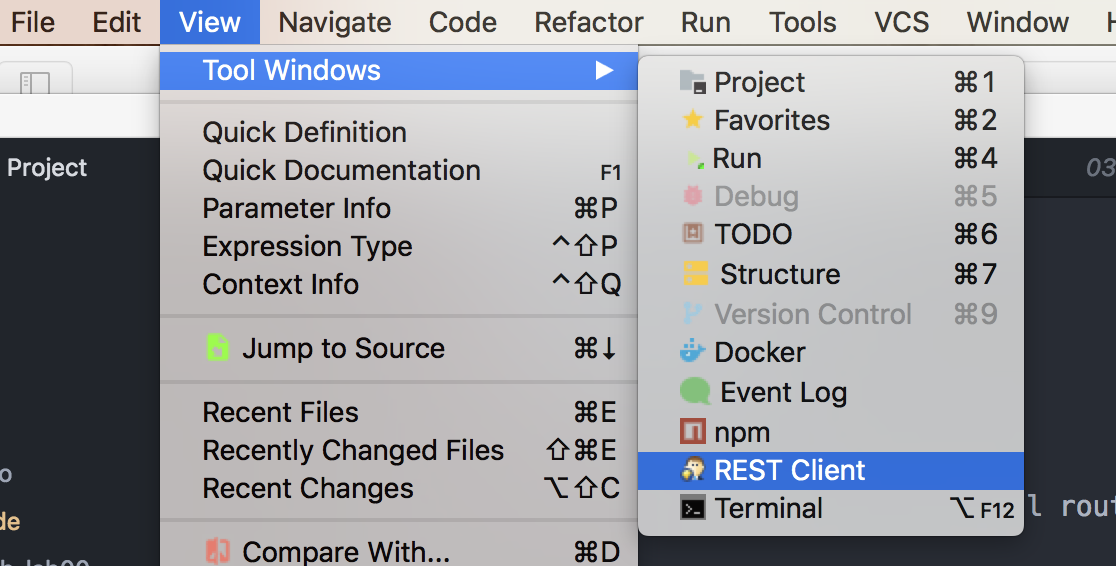 File Edit View Navigate Code Refactor Run Tools VCS Window
Tool Windows
Project ⌘1
Favorites ⌘2
Run ⌘4
Debug ⌘5
TODO ⌘6
Structure ⌘7
Version Control ⌘9
Docker
Event Log
npm
REST Client
Terminal ⌥F12
Quick Definition
Quick Documentation F1
Parameter Info ⌘P
Expression Type ^⇧P
Context Info ^⇧Q
Jump to Source ⌘↓
Recent Files ⌘E
Recently Changed Files ⇧⌘E
Recent Changes ⌥⇧C
Compare With... ⌘D
Project
03
o
de
l rout